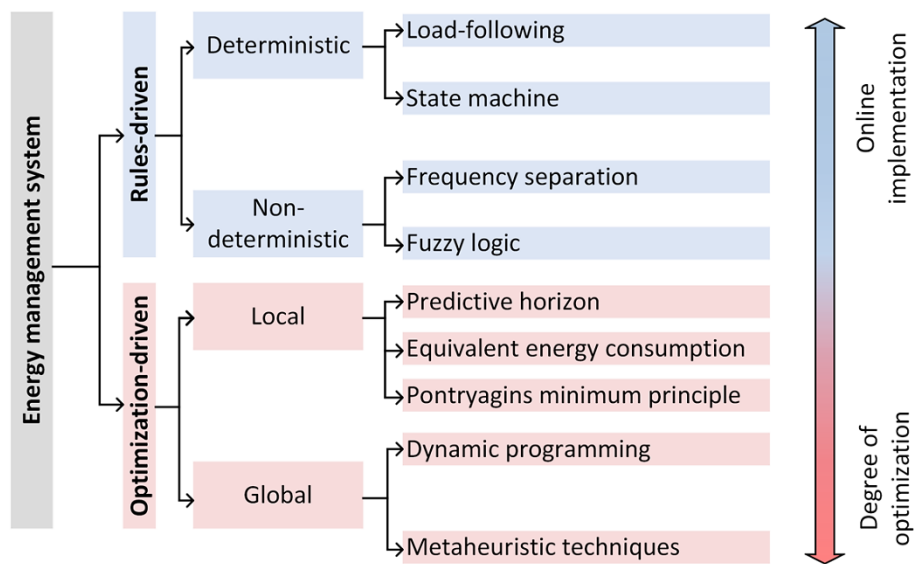 Energy management system
Rules-driven
Deterministic
Load-following
State machine
Non-
deterministic
Frequency separation
Fuzzy logic
Optimization-driven
Local
Predictive horizon
Equivalent energy consumption
Pontryagins minimum principle
Global
Dynamic programming
Metaheuristic techniques
Online
implementation
Degree of
optimization